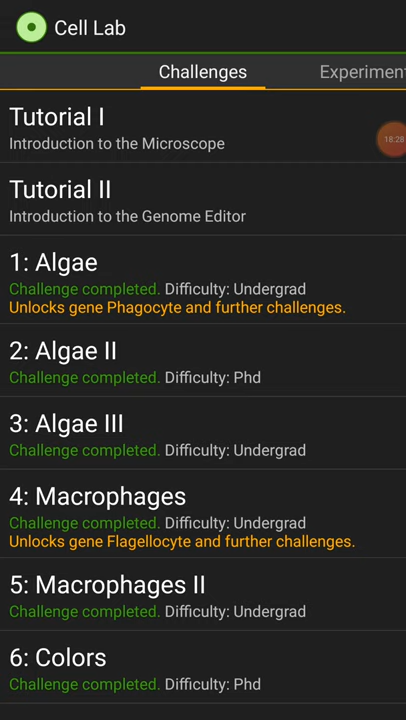 Cell Lab
Challenges
Experimen
Tutorial I
Introduction to the Microscope
18:28
Tutorial II
Introduction to the Genome Editor
1: Algae
Challenge completed. Difficulty: Undergrad
Unlocks gene Phagocyte and further challenges.
2: Algae II
Challenge completed. Difficulty: Phd
3: Algae III
Challenge completed. Difficulty: Undergrad
4: Macrophages
Challenge completed. Difficulty: Undergrad
Unlocks gene Flagellocyte and further challenges.
5: Macrophages II
Challenge completed. Difficulty: Undergrad
6: Colors
Challenge completed. Difficulty: Phd